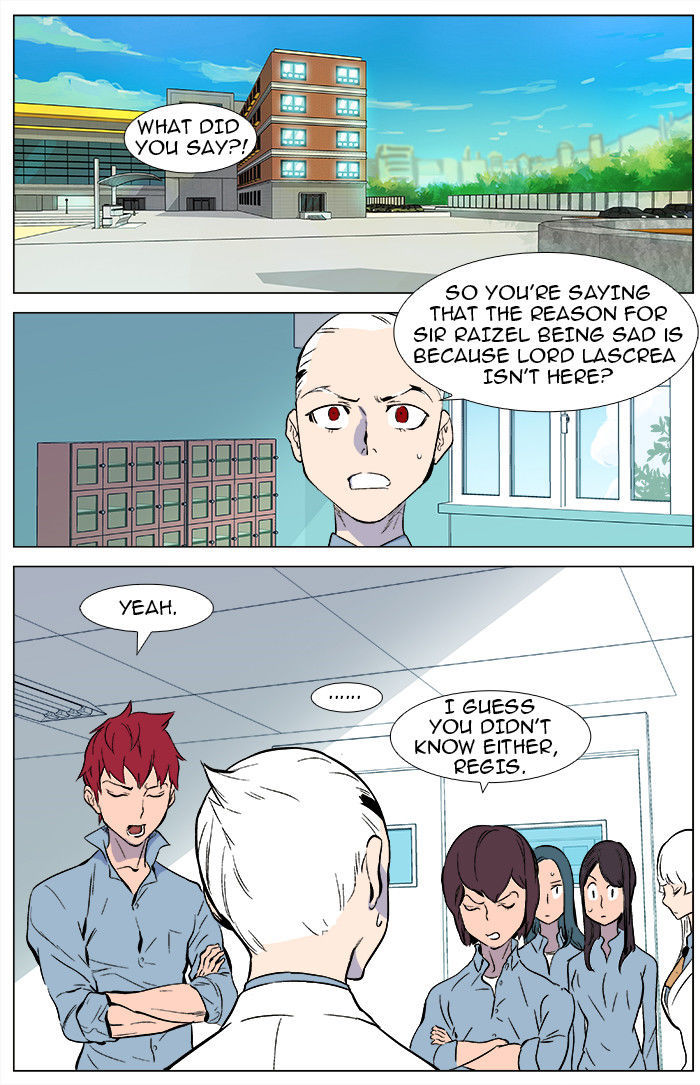 WHAT DID
YOU SAY?!
SO YOU'RE SAYING
THAT THE REASON FOR
SIR RAIZEL BEING SAD IS
BECAUSE LORD LASCREA
ISN'T HERE?
YEAH.
......
I GUESS
YOU DIDN'T
KNOW EITHER,
REGIS.